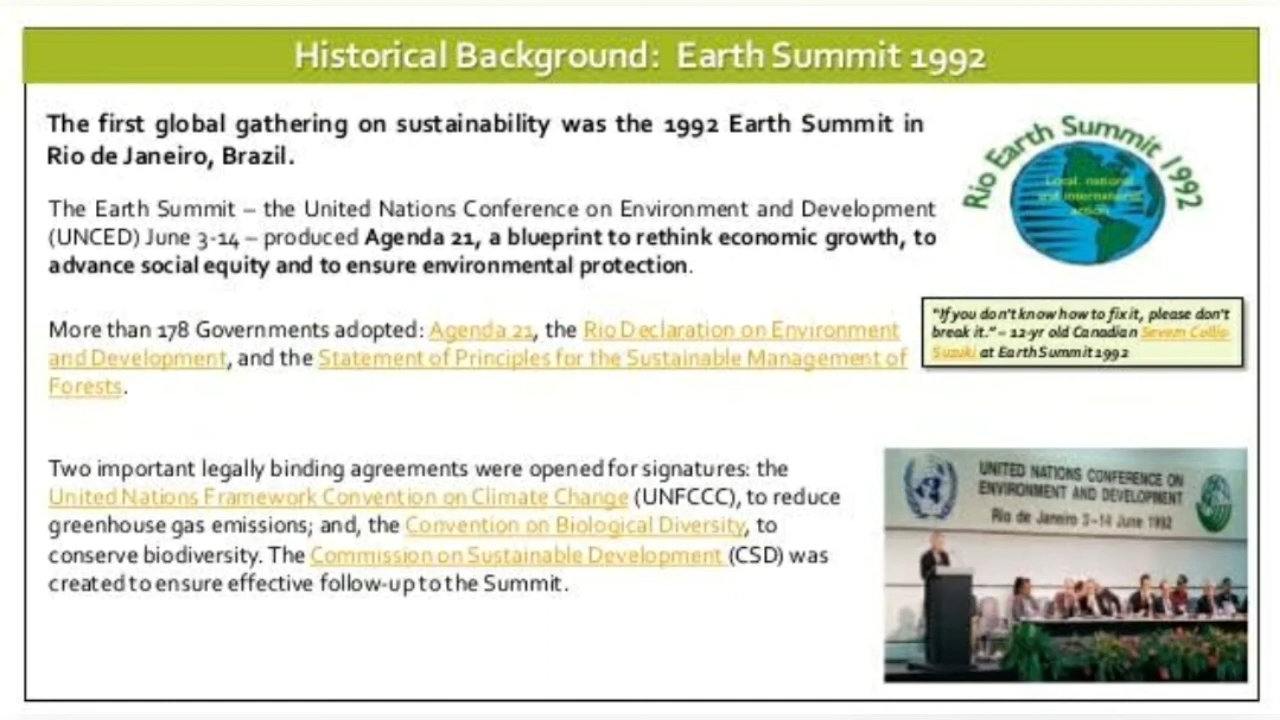 Historical Background: Earth Summit 1992
The first global gathering on sustainability was the 1992 Earth Summit in
Rio de Janeiro, Brazil.
The Earth Summit – the United Nations Conference on Environment and Development
(UNCED) June 3-14 – produced Agenda 21, a blueprint to rethink economic growth, to
advance social equity and to ensure environmental protection.
More than 178 Governments adopted: Agenda 21, the Rio Declaration on Environment
and Development, and the Statement of Principles for the Sustainable Management of
Forests.
Two important legally binding agreements were opened for signatures: the
United Nations Framework Convention on Climate Change (UNFCCC), to reduce
greenhouse gas emissions; and, the Convention on Biological Diversity, to
conserve biodiversity. The Commission on Sustainable Development (CSD) was
created to ensure effective follow-up to the Summit.
Rio Earth Summit 1992
Local, national
and international
action
"If you don't know how to fix it, please don't
break it." – 12-yr old Canadian Severn Cullis-
Suzuki at Earth Summit 1992
UNITED NATIONS CONFERENCE ON
ENVIRONMENT AND DEVELOPMENT
Rio de Janeiro 3-14 June 1992